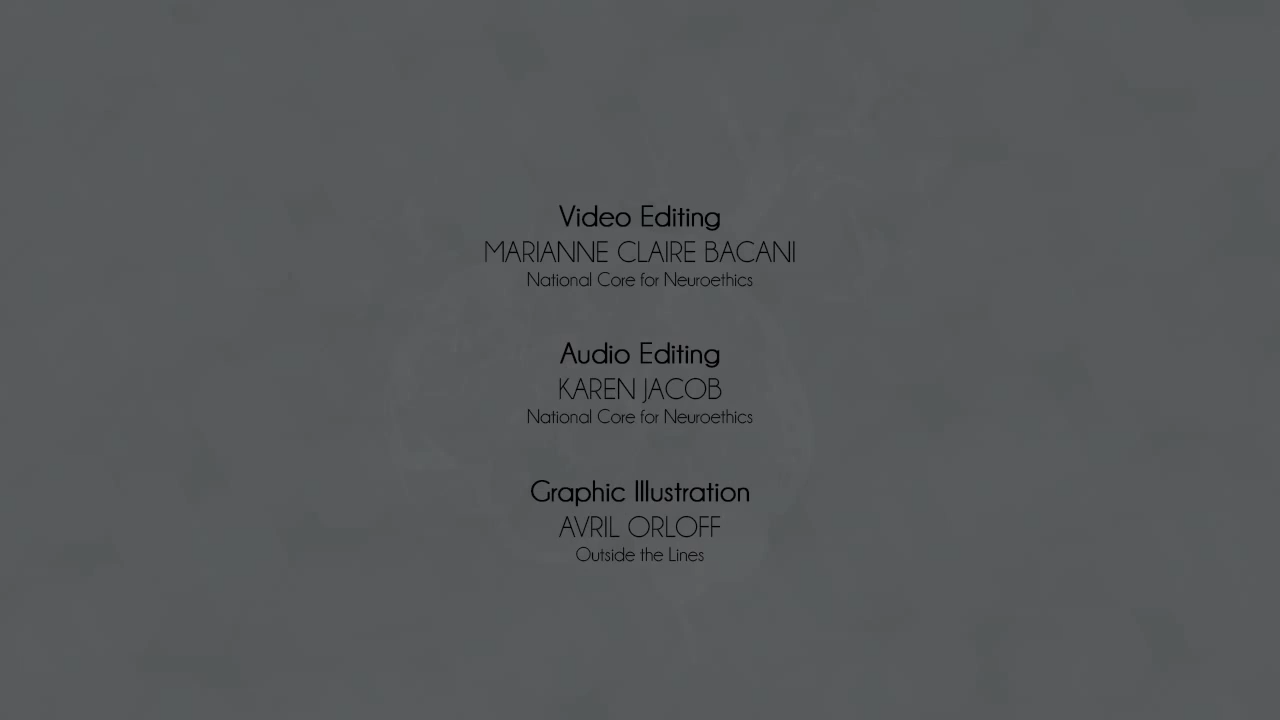 Video Editing
MARIANNE CLAIRE BACANI
National Core for Neuroethics
Audio Editing
KAREN JACOB
National Core for Neuroethics
Graphic Illustration
AVRIL ORLOFF
Outside the Lines